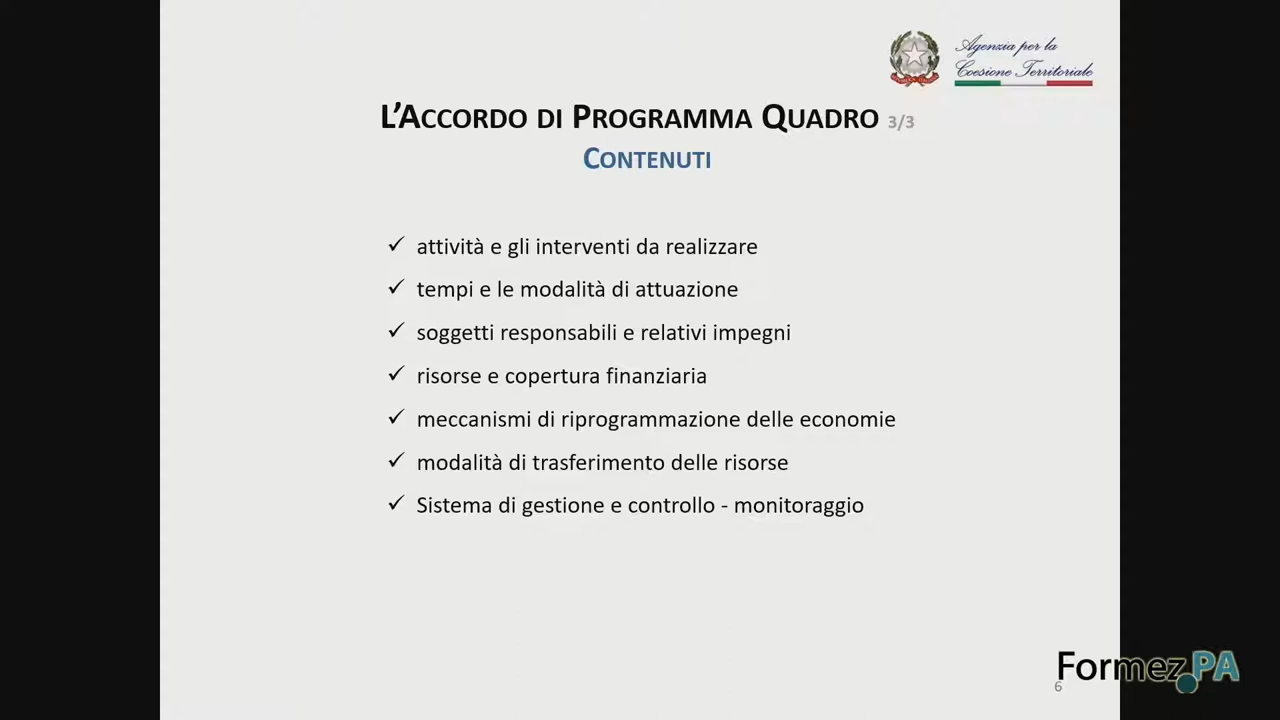 Agenzia per la
Coesione Territoriale
L'ACCORDO DI PROGRAMMA QUADRO 3/3
CONTENUTI
✓ attività e gli interventi da realizzare
✓ tempi e le modalità di attuazione
✓ soggetti responsabili e relativi impegni
✓ risorse e copertura finanziaria
✓ meccanismi di riprogrammazione delle economie
✓ modalità di trasferimento delle risorse
✓ Sistema di gestione e controllo - monitoraggio
Formez.PA
6